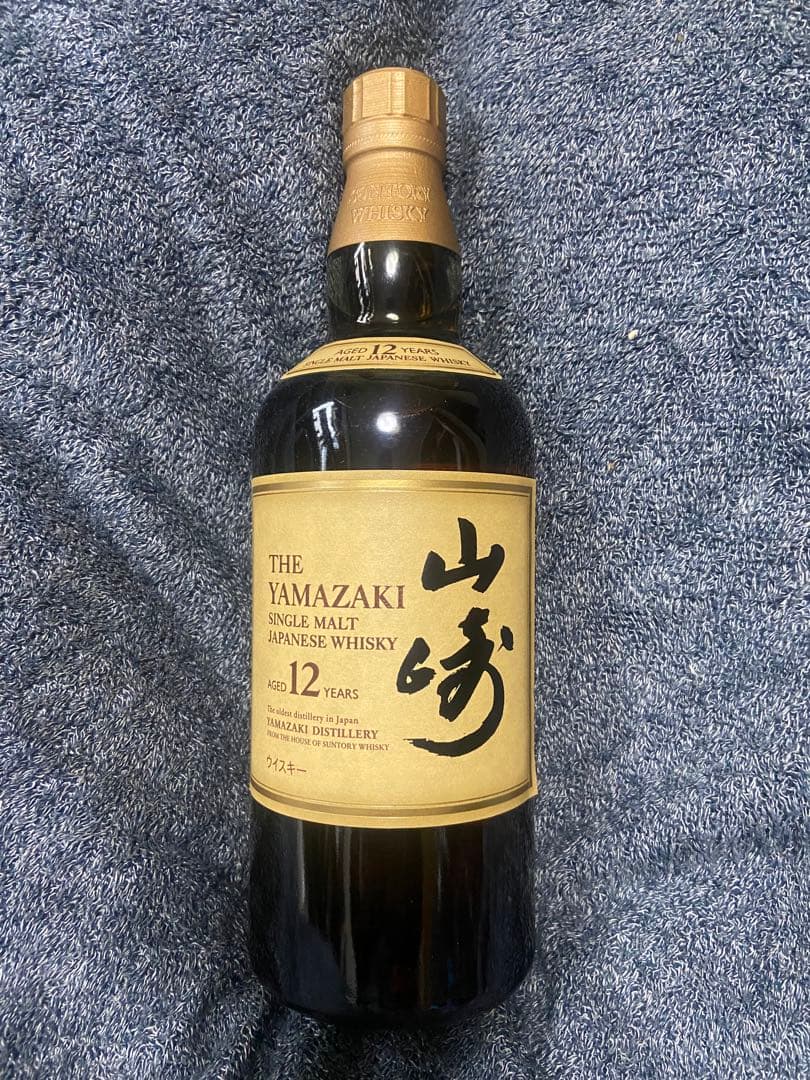 SUNTORY
WHISKY
AGED 12 YEARS
SINGLE MALT JAPANESE WHISKY
THE
YAMAZAKI
SINGLE MALT
JAPANESE WHISKY
AGED 12 YEARS
The oldest distillery in Japan
YAMAZAKI DISTILLERY
FROM THE HOUSE OF SUNTORY WHISKY
ウイスキー
山崎